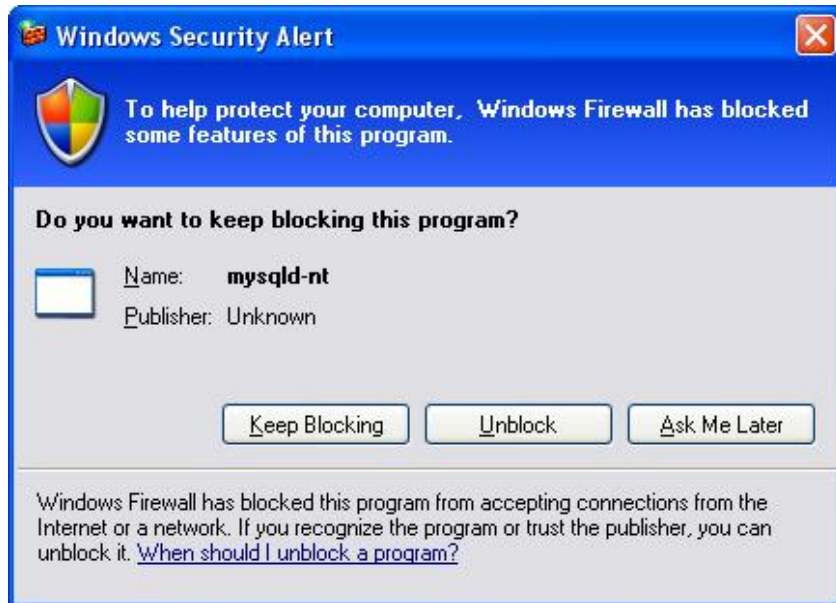 Windows Security Alert
To help protect your computer, Windows Firewall has blocked
some features of this program.
Do you want to keep blocking this program?
Name: mysqld-nt
Publisher: Unknown
Keep Blocking Unblock Ask Me Later
Windows Firewall has blocked this program from accepting connections from the
Internet or a network. If you recognize the program or trust the publisher, you can
unblock it. When should I unblock a program?